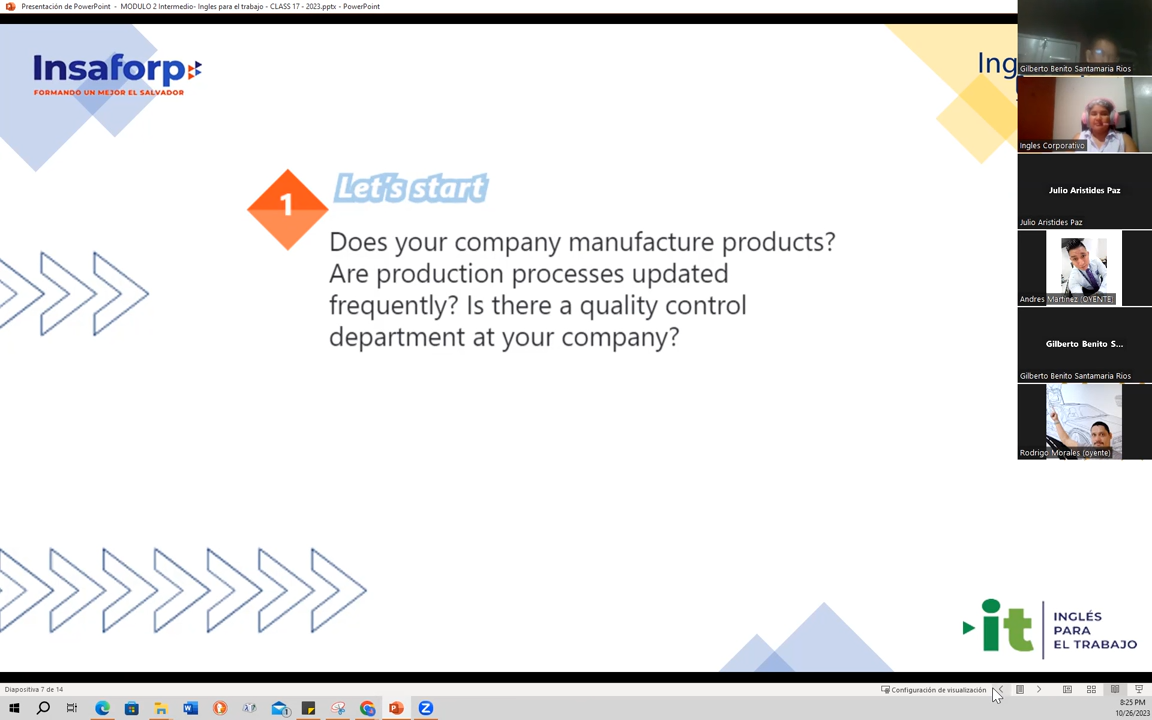 Presentación de PowerPoint - MODULO 2 Intermedio- Ingles para el trabajo - CLASS 17 - 2023.pptx - PowerPoint
Insaforp
FORMANDO UN MEJOR EL SALVADOR
Ing
1
Let's start
Does your company manufacture products?
Are production processes updated
frequently? Is there a quality control
department at your company?
Gilberto Benito Santamaria Rios
Ingles Corporativo
Julio Aristides Paz
Julio Aristides Paz
Andres Martinez (OYENTE)
Gilberto Benito S...
Gilberto Benito Santamaria Rios
Rodrigo Morales (oyente)
it
INGLÉS
PARA
EL TRABAJO
Diapositiva 7 de 14
Configuración de visualización
8:25 PM
10/26/2023